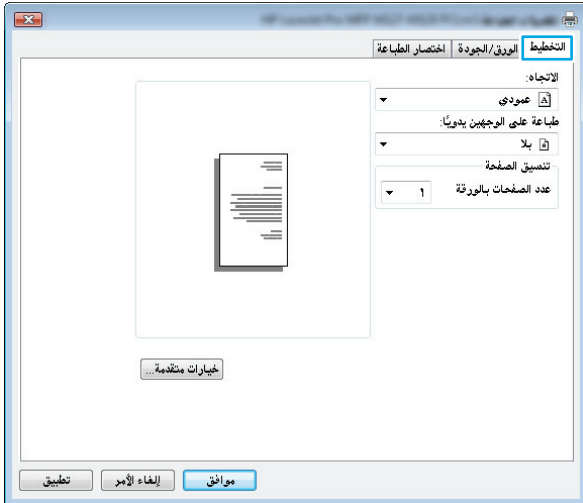 التخطيط
الورق/الجودة
اختصار الطباعة
الاتجاه:
عمودي
طباعة على الوجهين يدويًا:
بلا
تنسيق الصفحة
عدد الصفحات بالورقة
١
خيارات متقدمة...
موافق
إلغاء الأمر
تطبيق